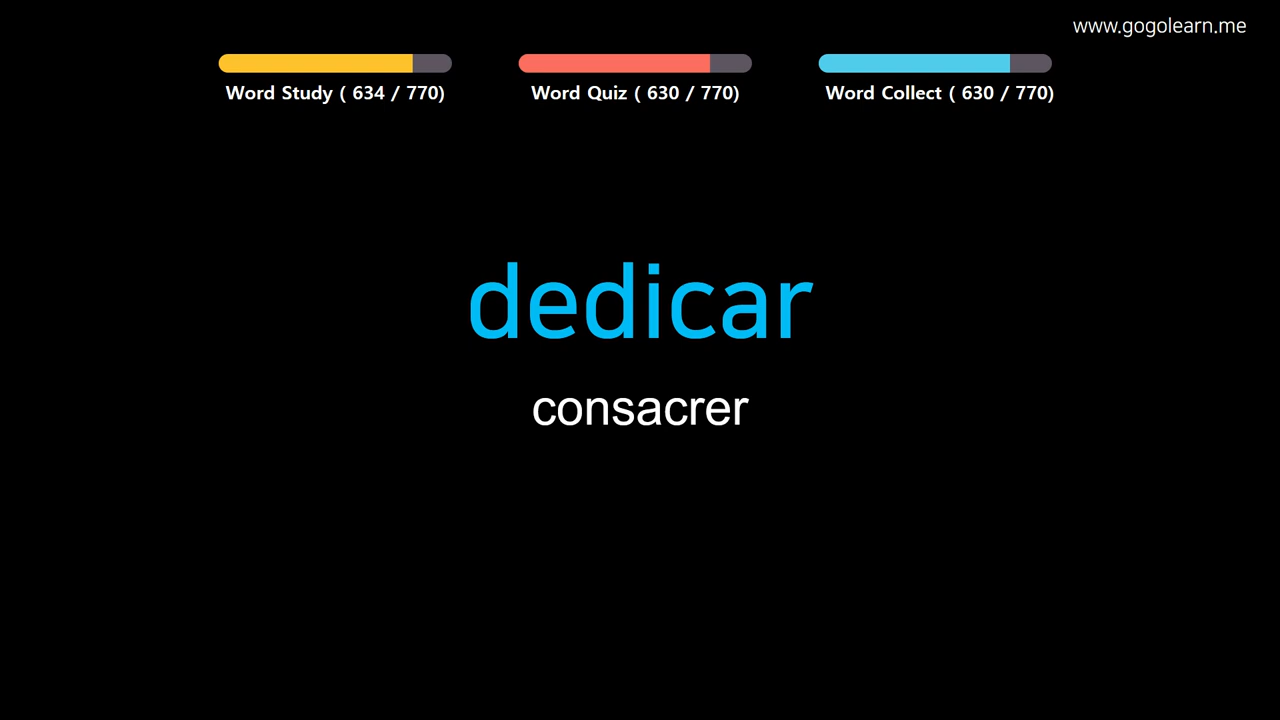 www.gogolearn.me
Word Study ( 634 / 770)
Word Quiz ( 630 / 770)
Word Collect ( 630 / 770)
dedicar
consacrer